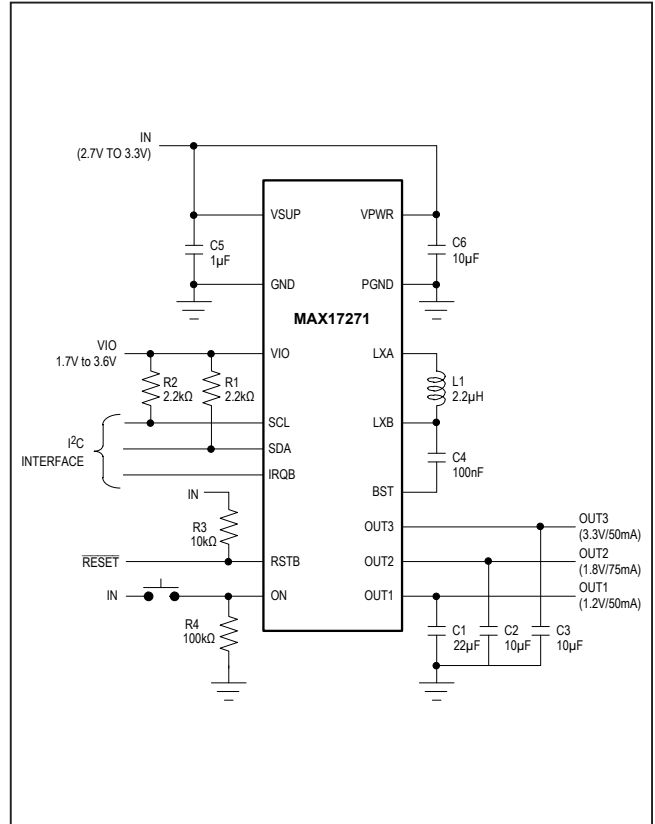 IN
(2.7V TO 3.3V)
VSUP
VPWR
C5
1µF
C6
10µF
GND
PGND
MAX17271
VIO
1.7V to 3.6V
VIO
LXA
R2
2.2kΩ
R1
2.2kΩ
L1
2.2µH
SCL
LXB
I²C
INTERFACE
SDA
C4
100nF
IRQB
IN
BST
R3
10kΩ
OUT3
OUT3
(3.3V/50mA)
RESET
RSTB
OUT2
OUT2
(1.8V/75mA)
IN
ON
OUT1
OUT1
(1.2V/50mA)
R4
100kΩ
C1
22µF
C2
10µF
C3
10µF